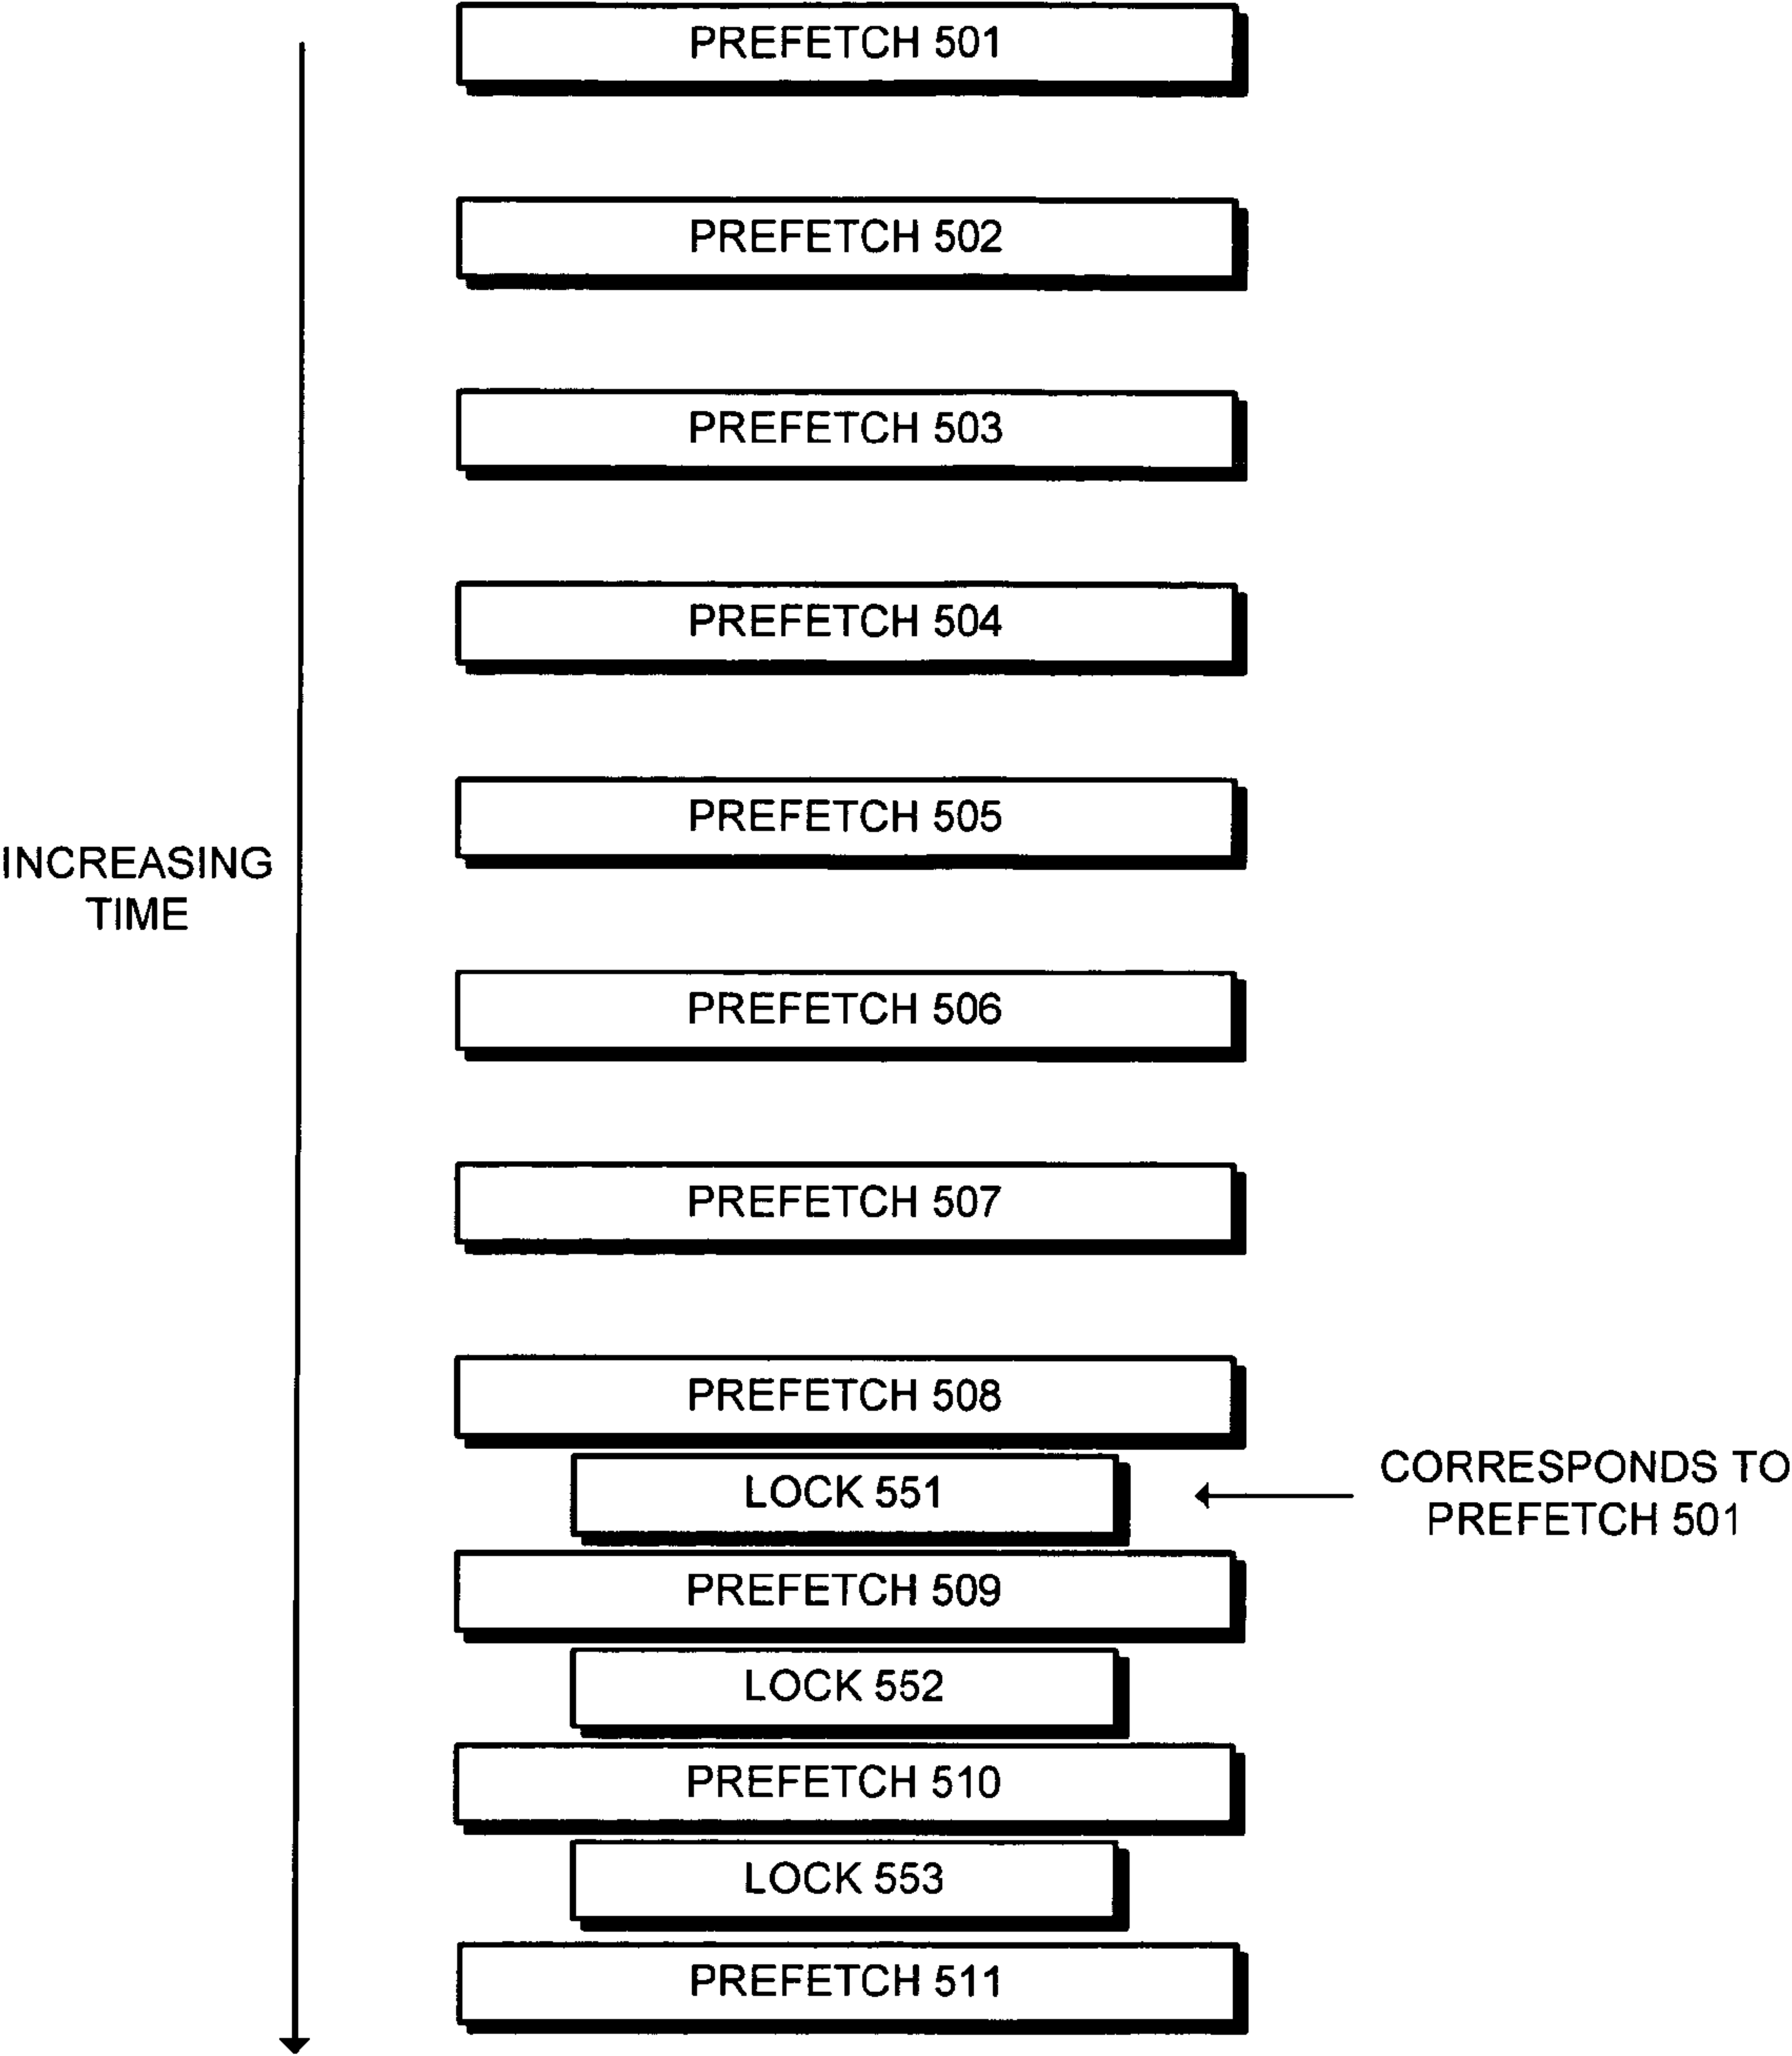 PREFETCH 501
PREFETCH 502
PREFETCH 503
PREFETCH 504
PREFETCH 505
INCREASING
TIME
PREFETCH 506
PREFETCH 507
PREFETCH 508
LOCK 551
CORRESPONDS TO
PREFETCH 501
PREFETCH 509
LOCK 552
PREFETCH 510
LOCK 553
PREFETCH 511